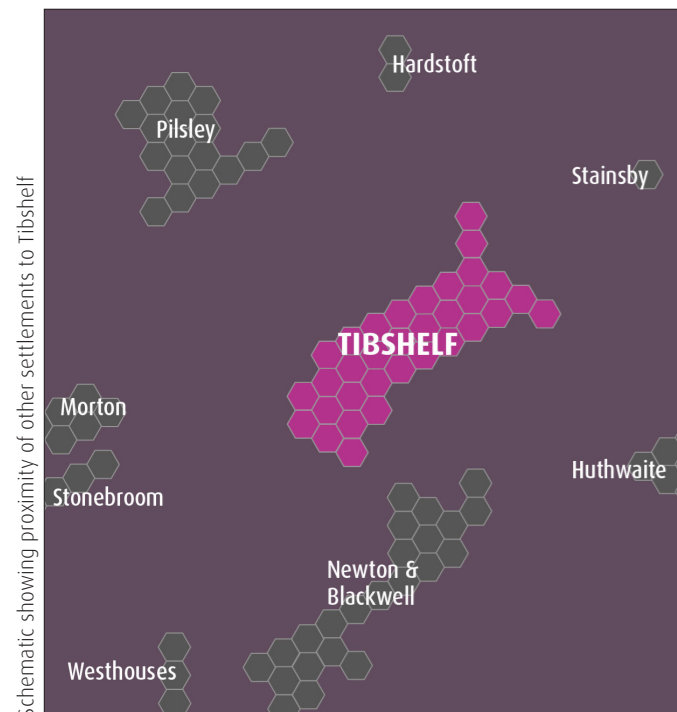 Schematic showing proximity of other settlements to Tibshelf
Hardstoft
Pilsley
Stainsby
TIBSHELF
Morton
Huthwaite
Stonebroom
Newton &
Blackwell
Westhouses